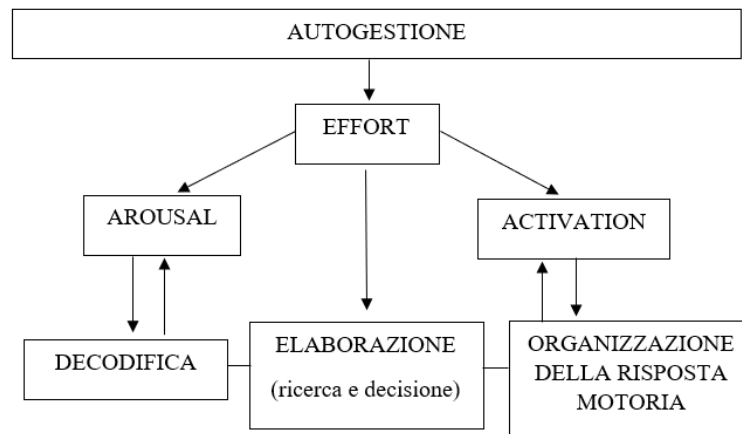 AUTOGESTIONE
EFFORT
AROUSAL
ACTIVATION
DECODIFICA
ELABORAZIONE
(ricerca e decisione)
ORGANIZZAZIONE
DELLA RISPOSTA
MOTORIA